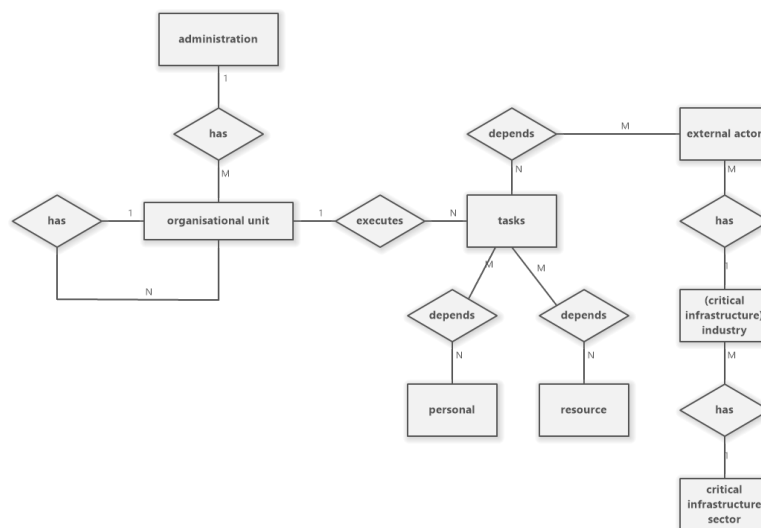 administration
1
has
depends
M
external actor
M
N
M
has
1
organisational unit
1
executes
N
tasks
has
N
1
M
M
(critical
infrastructure)
industry
depends
depends
M
N
N
personal
resource
has
1
critical
infrastructure
sector